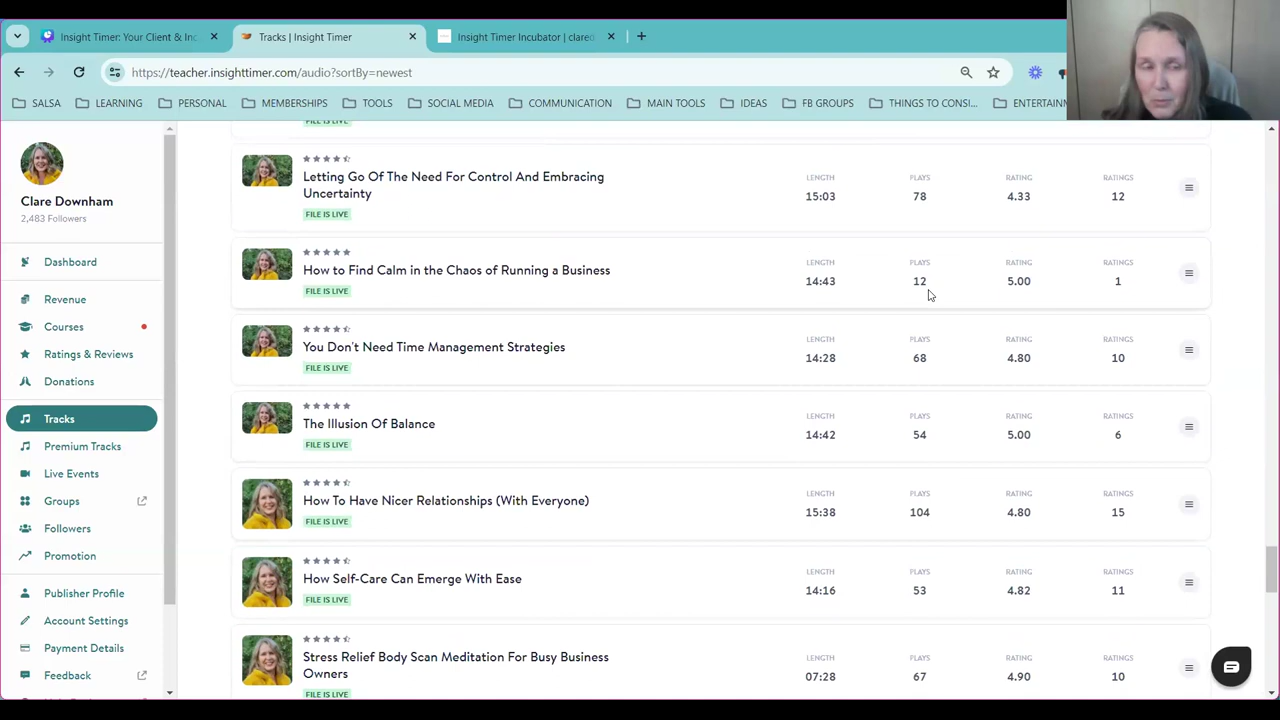 Insight Timer: Your Client & Inc
Tracks | Insight Timer
Insight Timer Incubator | clared
https://teacher.insighttimer.com/audio?sortBy=newest
SALSA LEARNING PERSONAL MEMBERSHIPS TOOLS SOCIAL MEDIA COMMUNICATION MAIN TOOLS IDEAS FB GROUPS THINGS TO CONSI... ENTERTAIN
Clare Downham
2,483 Followers
Dashboard
Revenue
Courses
Ratings & Reviews
Donations
Tracks
Premium Tracks
Live Events
Groups
Followers
Promotion
Publisher Profile
Account Settings
Payment Details
Feedback
FILE IS LIVE
Letting Go Of The Need For Control And Embracing
Uncertainty
FILE IS LIVE
LENGTH PLAYS RATING RATINGS
15:03 78 4.33 12
How to Find Calm in the Chaos of Running a Business
FILE IS LIVE
LENGTH PLAYS RATING RATINGS
14:43 12 5.00 1
You Don't Need Time Management Strategies
FILE IS LIVE
LENGTH PLAYS RATING RATINGS
14:28 68 4.80 10
The Illusion Of Balance
FILE IS LIVE
LENGTH PLAYS RATING RATINGS
14:42 54 5.00 6
How To Have Nicer Relationships (With Everyone)
FILE IS LIVE
LENGTH PLAYS RATING RATINGS
15:38 104 4.80 15
How Self-Care Can Emerge With Ease
FILE IS LIVE
LENGTH PLAYS RATING RATINGS
14:16 53 4.82 11
Stress Relief Body Scan Meditation For Busy Business
Owners
FILE IS LIVE
LENGTH PLAYS RATING RATINGS
07:28 67 4.90 10